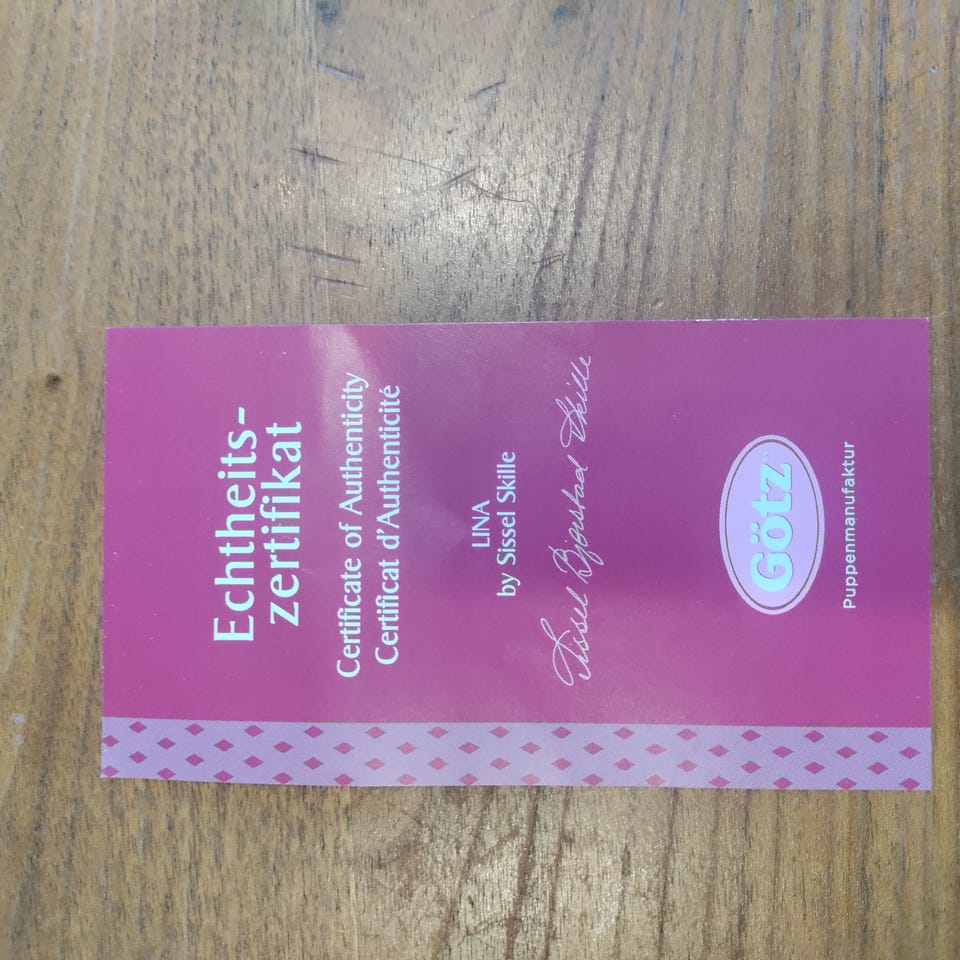 Echtheits-
zertifikat
Certificate of Authenticity
Certificat d'Authenticité
LINA
by Sissel Skille
Sissel Bjørstad Skille
Götz
Puppenmanufaktur